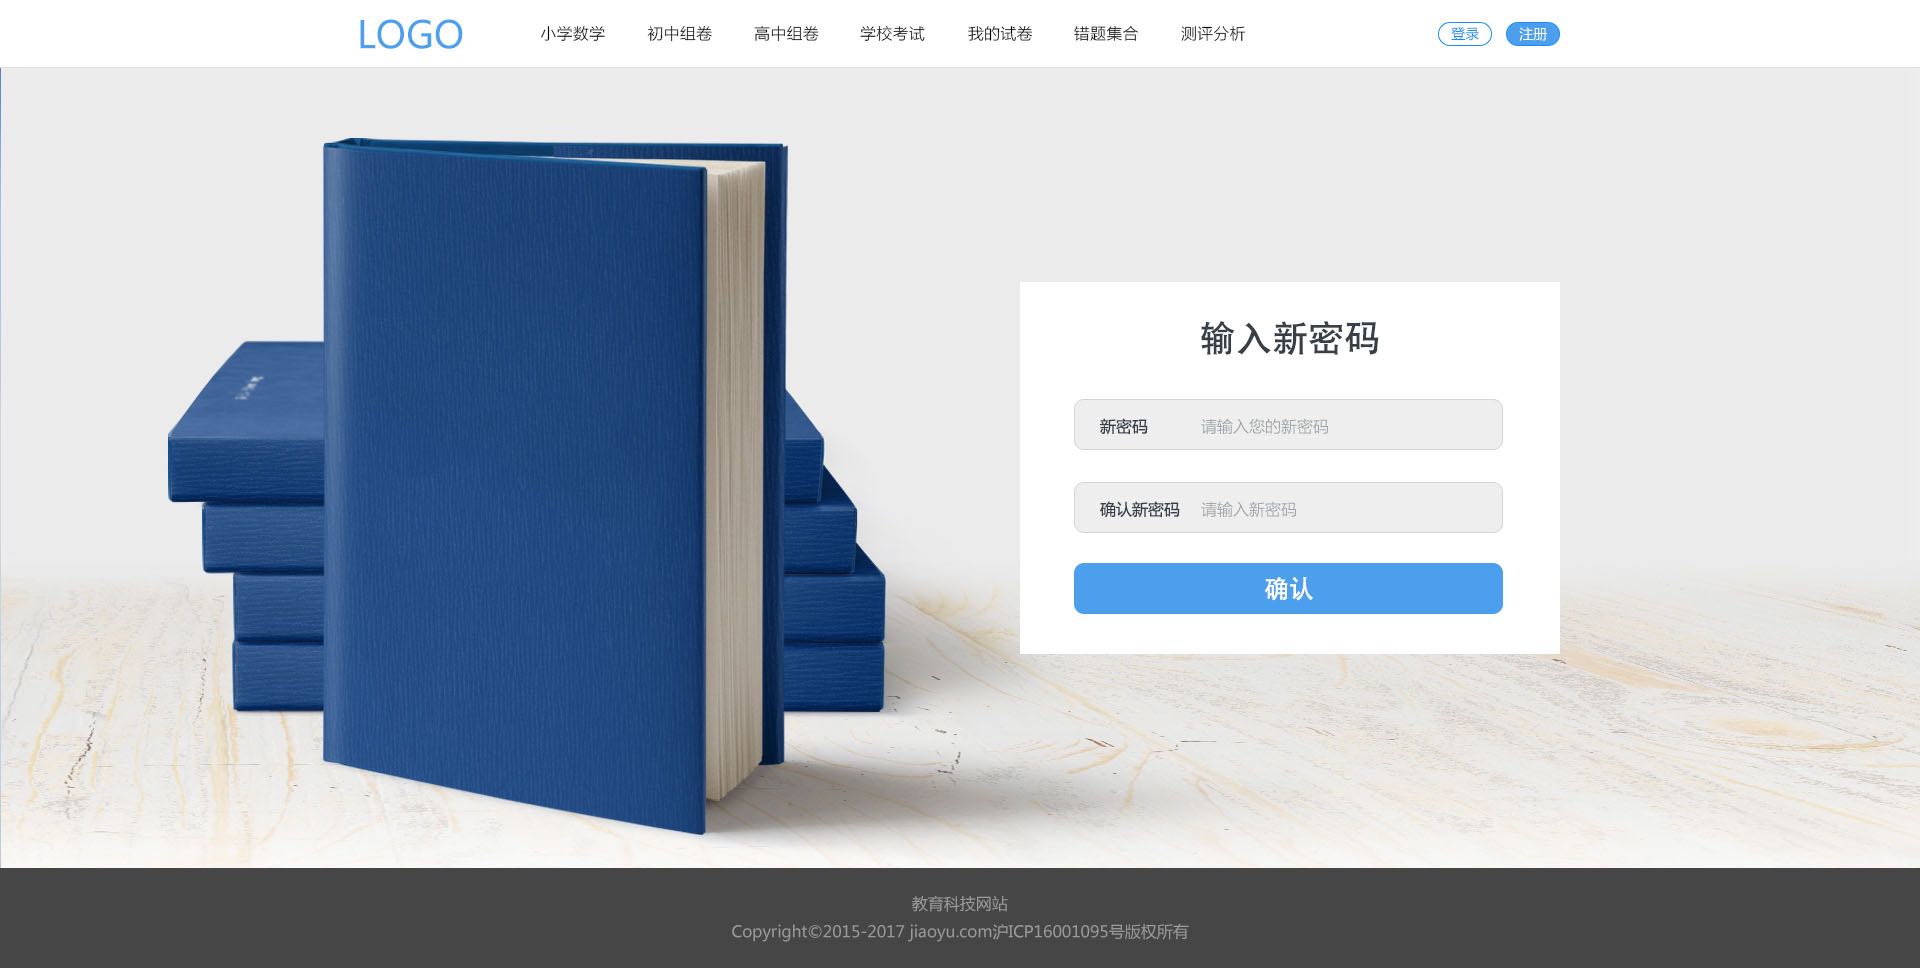 LOGO 小学数学 初中组卷 高中组卷 学校考试 我的试卷 错题集合 测评分析 登录 注册
输入新密码
新密码 请输入您的新密码
确认新密码 请输入新密码
确认
教育科技网站
Copyright©2015-2017 jiaoyu.com沪ICP16001095号版权所有